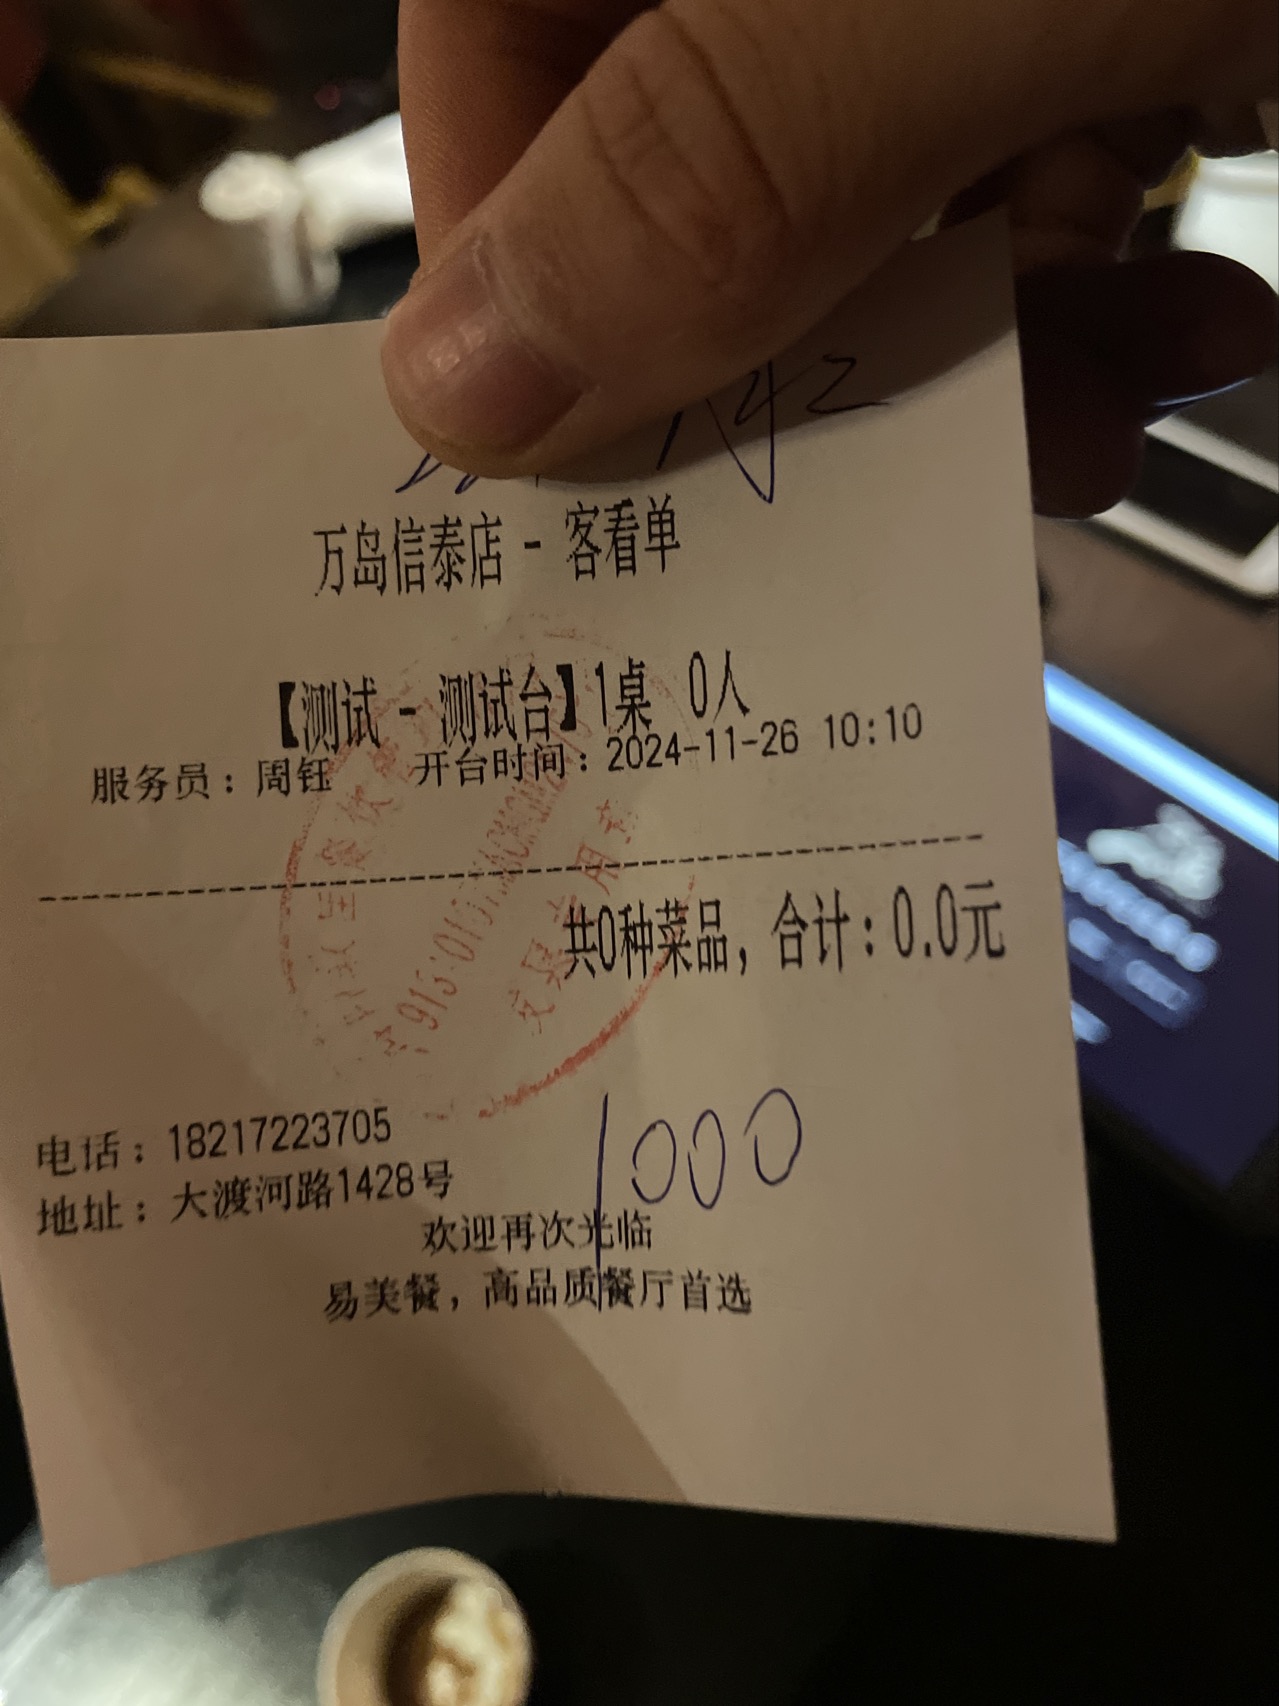 万岛信泰店 - 客看单
【测试 - 测试台】1桌 0人
服务员：周钰 开台时间：2024-11-26 10:10
共0种菜品，合计：0.0元
电话：18217223705
地址：大渡河路1428号
1000
欢迎再次光临
易美餐，高品质餐厅首选